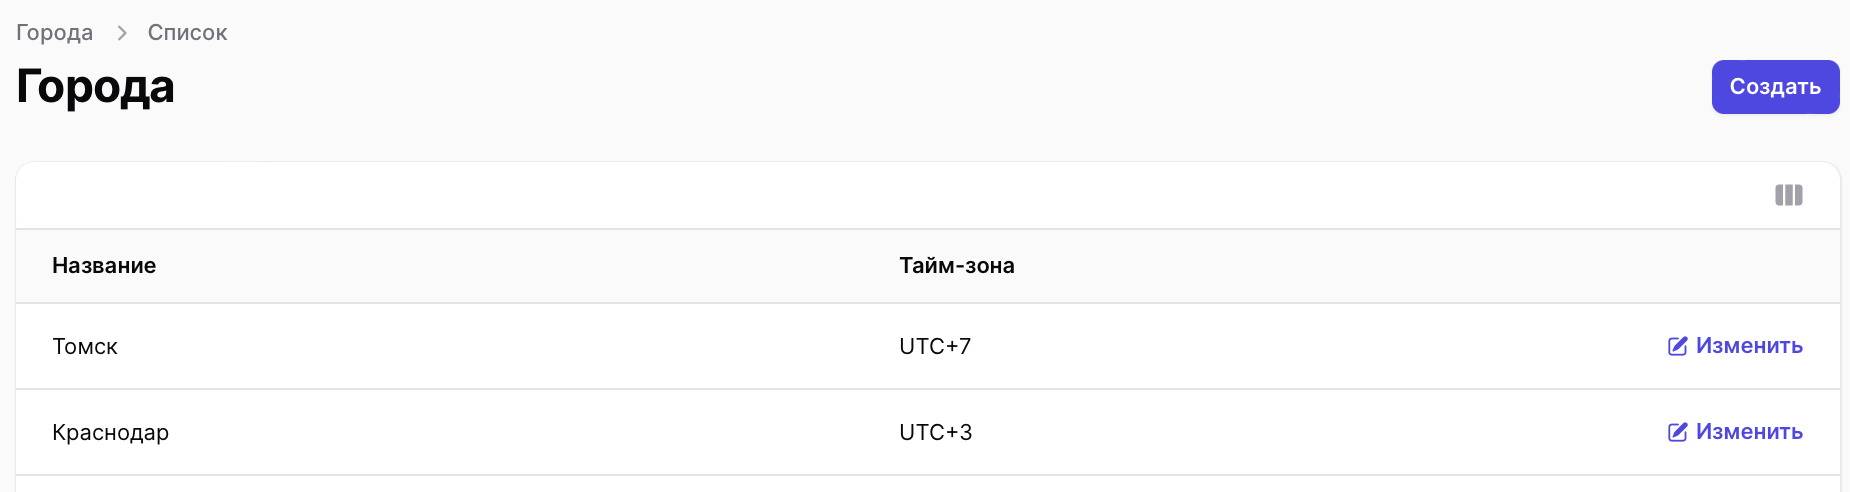 Города > Список
Города
Создать
Название Тайм-зона
Томск UTC+7 Изменить
Краснодар UTC+3 Изменить